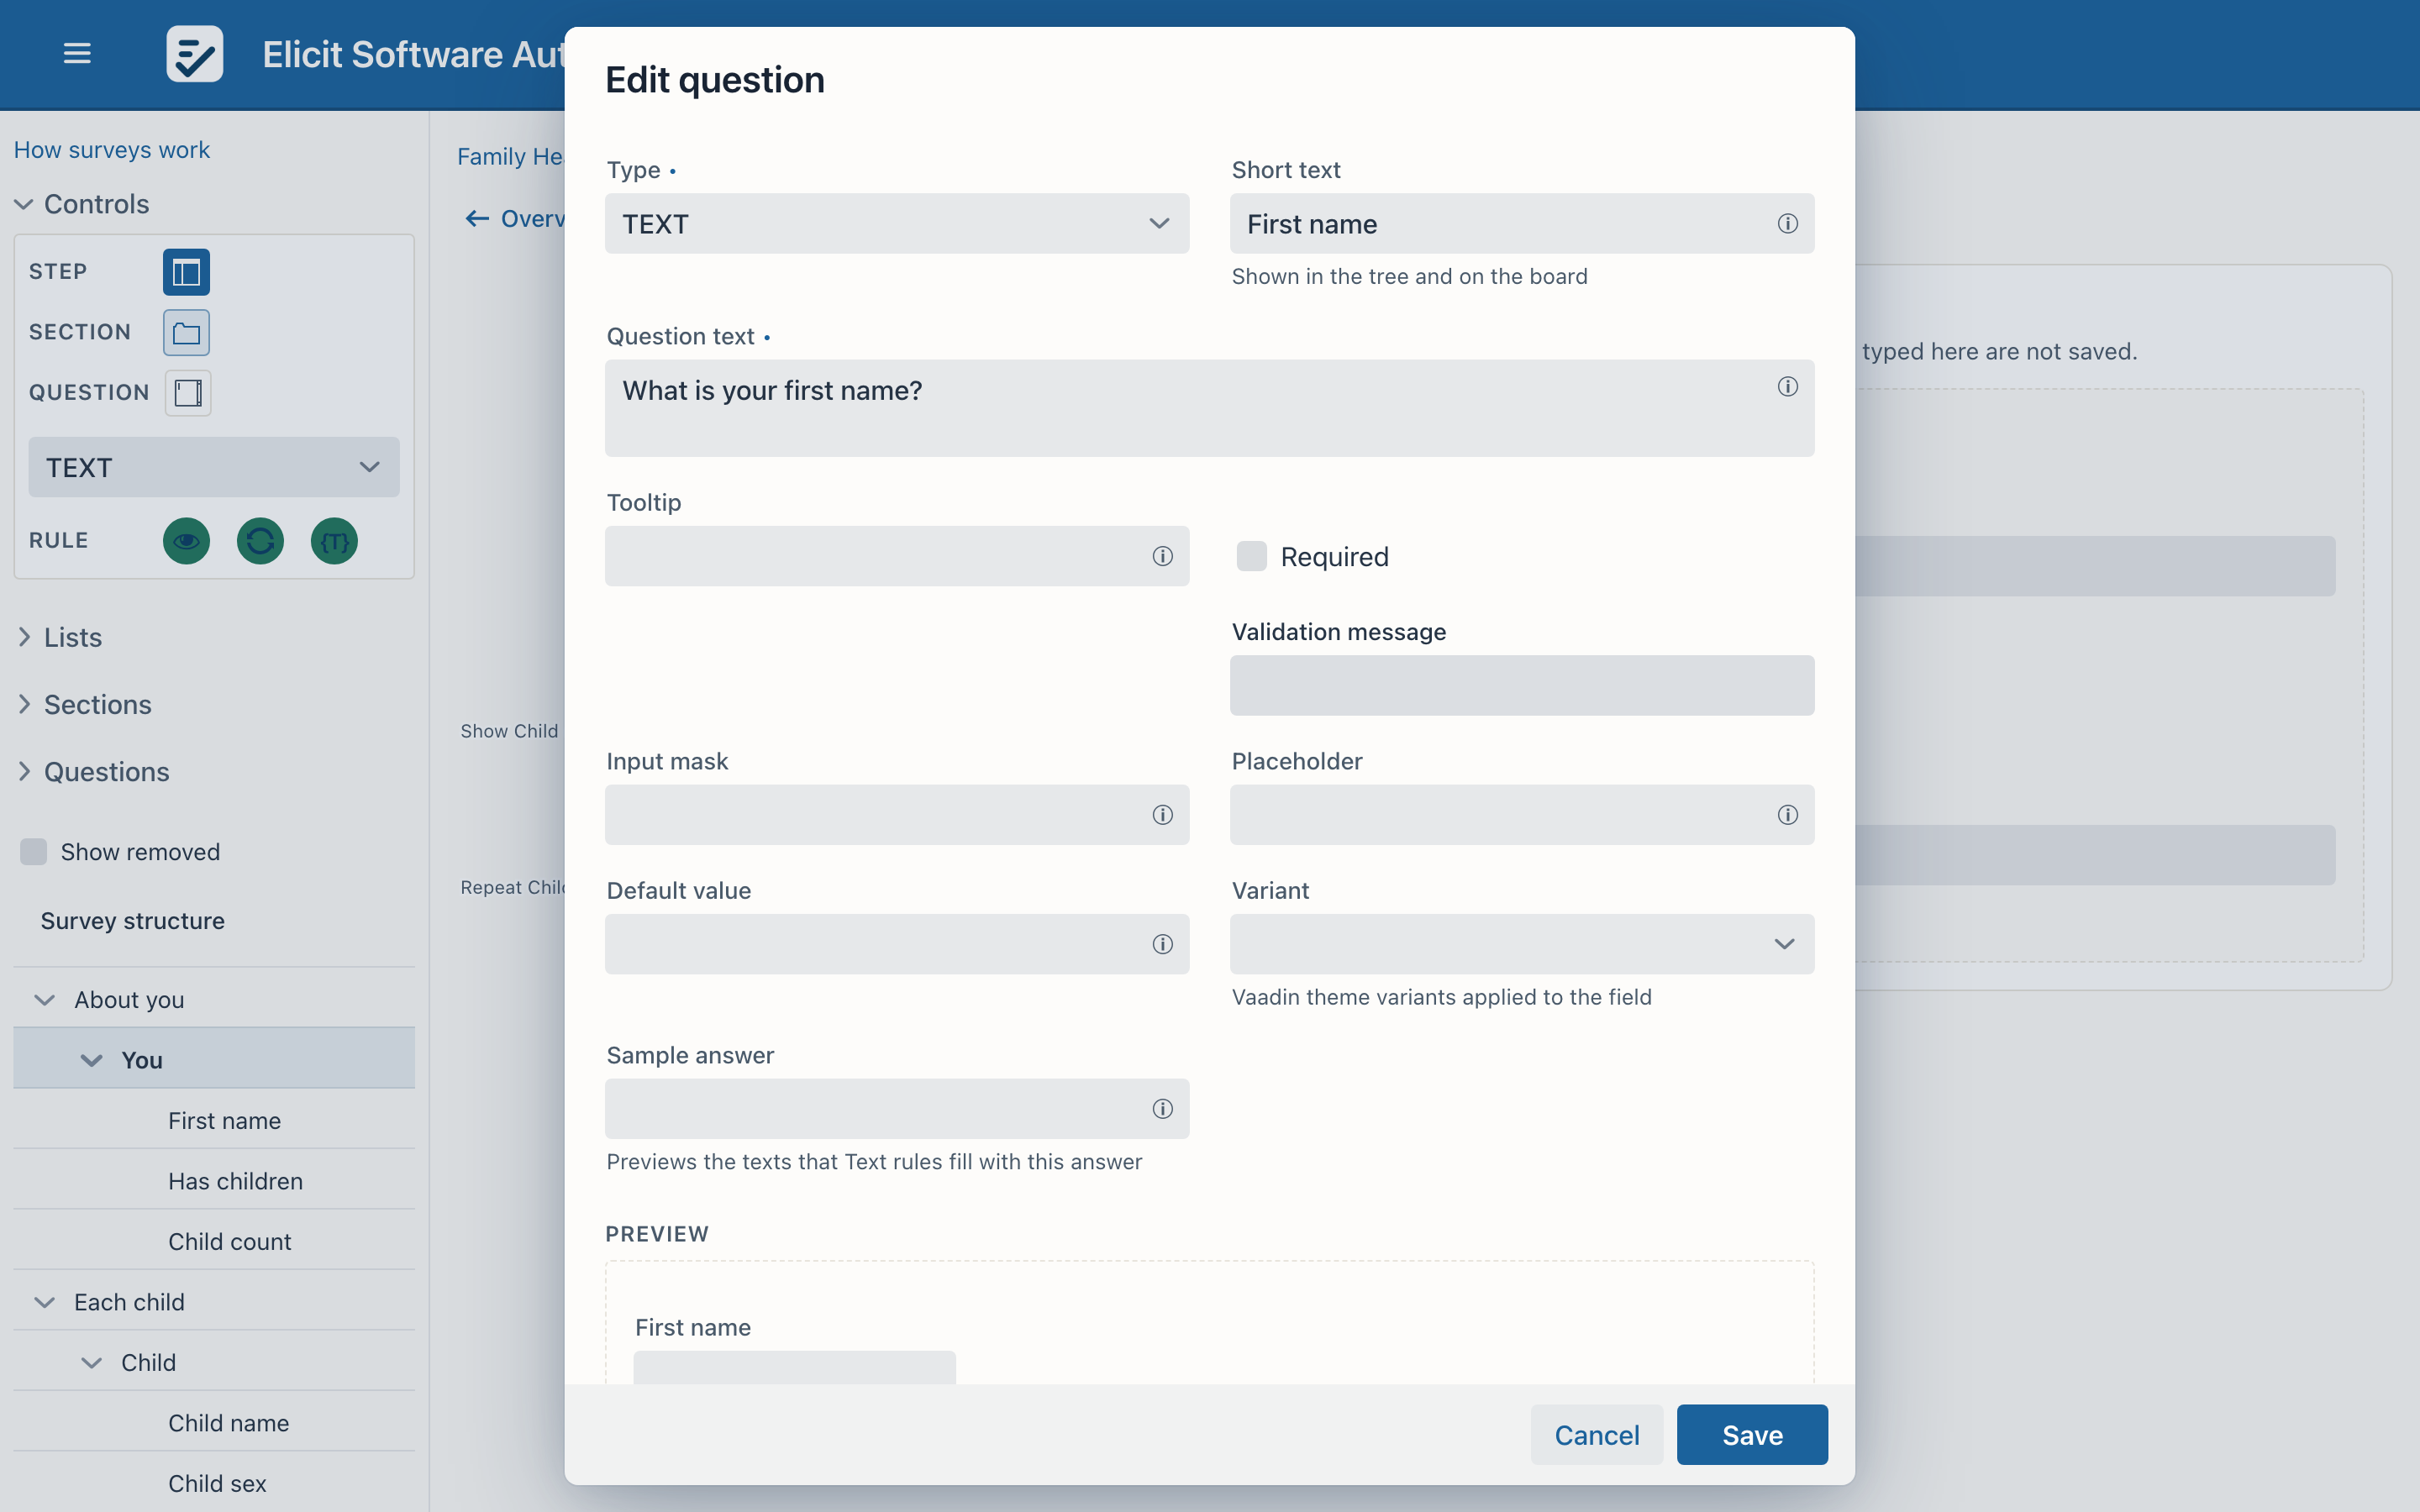 Elicit Software Aut
How surveys work
Controls
STEP
SECTION
QUESTION
TEXT
RULE
{T}
Lists
Sections
Questions
Show removed
Survey structure
About you
You
First name
Has children
Child count
Each child
Child
Child name
Child sex
Family He
Overv
Show Child
Repeat Chil
typed here are not saved.
Edit question
Type •
TEXT
Short text
First name
Shown in the tree and on the board
Question text •
What is your first name?
Tooltip
Required
Validation message
Input mask
Placeholder
Default value
Variant
Vaadin theme variants applied to the field
Sample answer
Previews the texts that Text rules fill with this answer
PREVIEW
First name
Cancel
Save